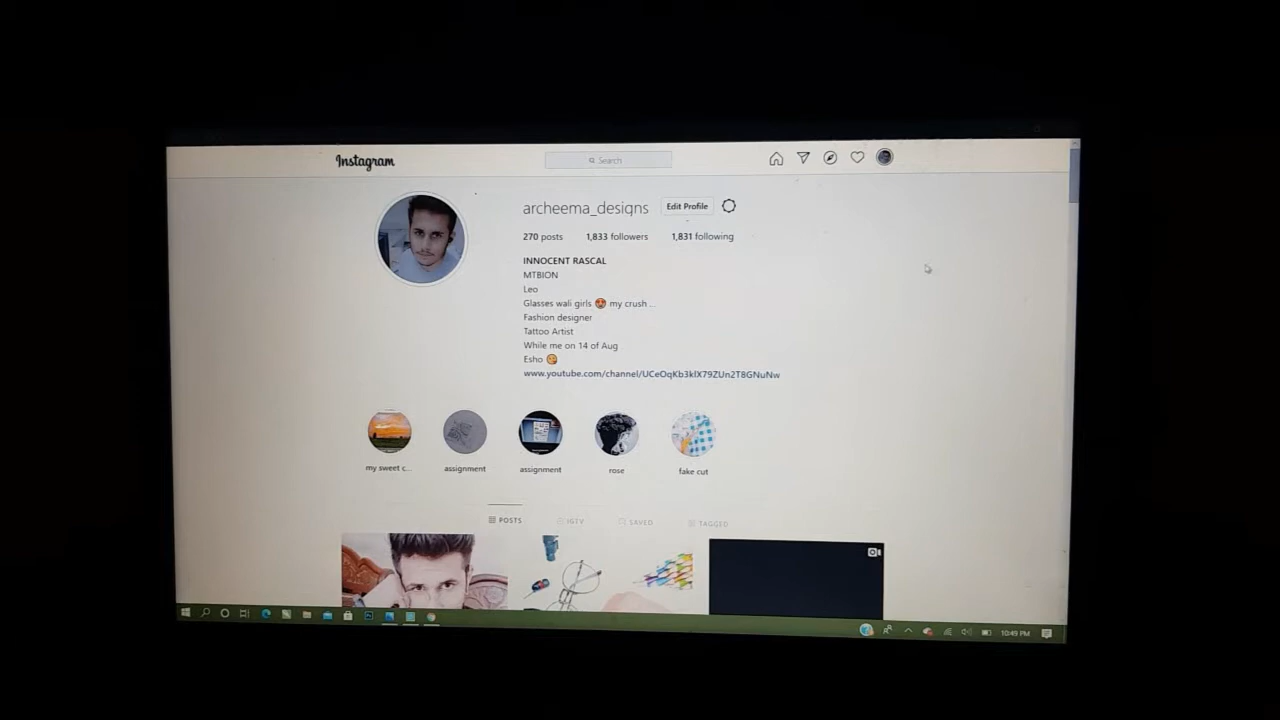 Instagram
Search
archeema_designs Edit Profile
270 posts 1,833 followers 1,831 following
INNOCENT RASCAL
MTBION
Leo
Glasses wali girls 😍 my crush ...
Fashion designer
Tattoo Artist
While me on 14 of Aug
Esho 😘
www.youtube.com/channel/UCeOqKb3kIX79ZUn2T8GNuNw
my sweet c... assignment assignment rose fake cut
POSTS IGTV SAVED TAGGED
10:49 PM